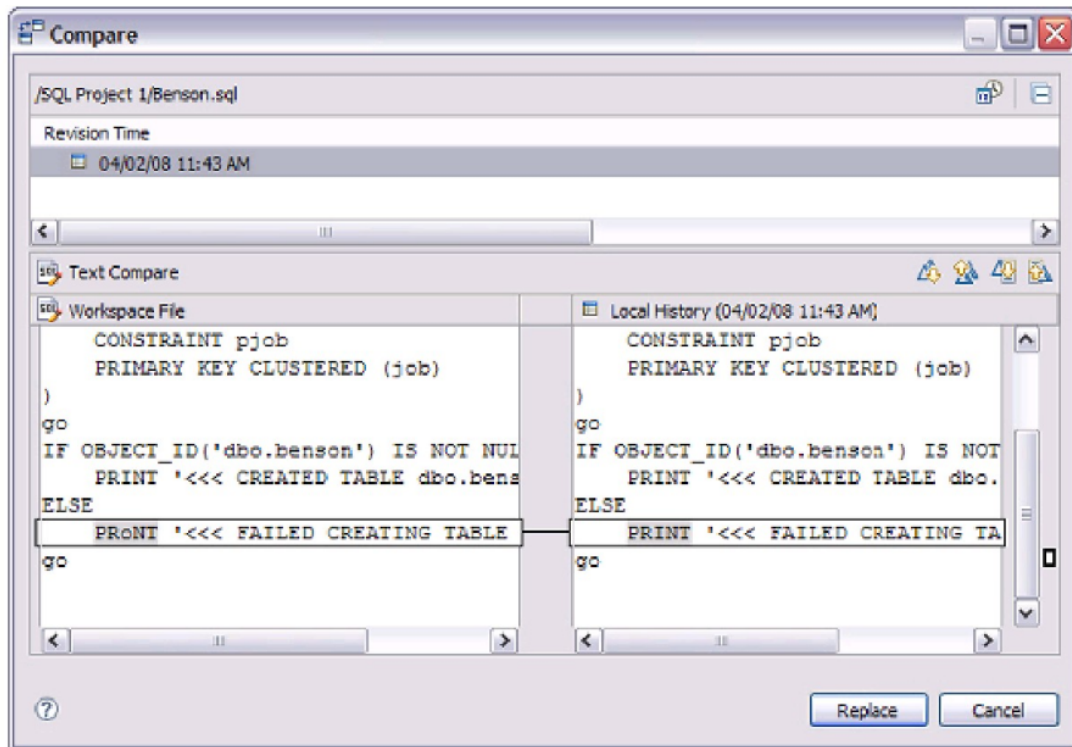 Compare
/SQL Project 1/Benson.sql
Revision Time
04/02/08 11:43 AM
Text Compare
Workspace File
CONSTRAINT pjob
PRIMARY KEY CLUSTERED (job)
)
go
IF OBJECT_ID('dbo.benson') IS NOT NUL
PRINT '<<< CREATED TABLE dbo.bens
ELSE
PRoNT '<<< FAILED CREATING TABLE
go
Local History (04/02/08 11:43 AM)
CONSTRAINT pjob
PRIMARY KEY CLUSTERED (job)
)
go
IF OBJECT_ID('dbo.benson') IS NOT
PRINT '<<< CREATED TABLE dbo.
ELSE
PRINT '<<< FAILED CREATING TA
go
Replace
Cancel